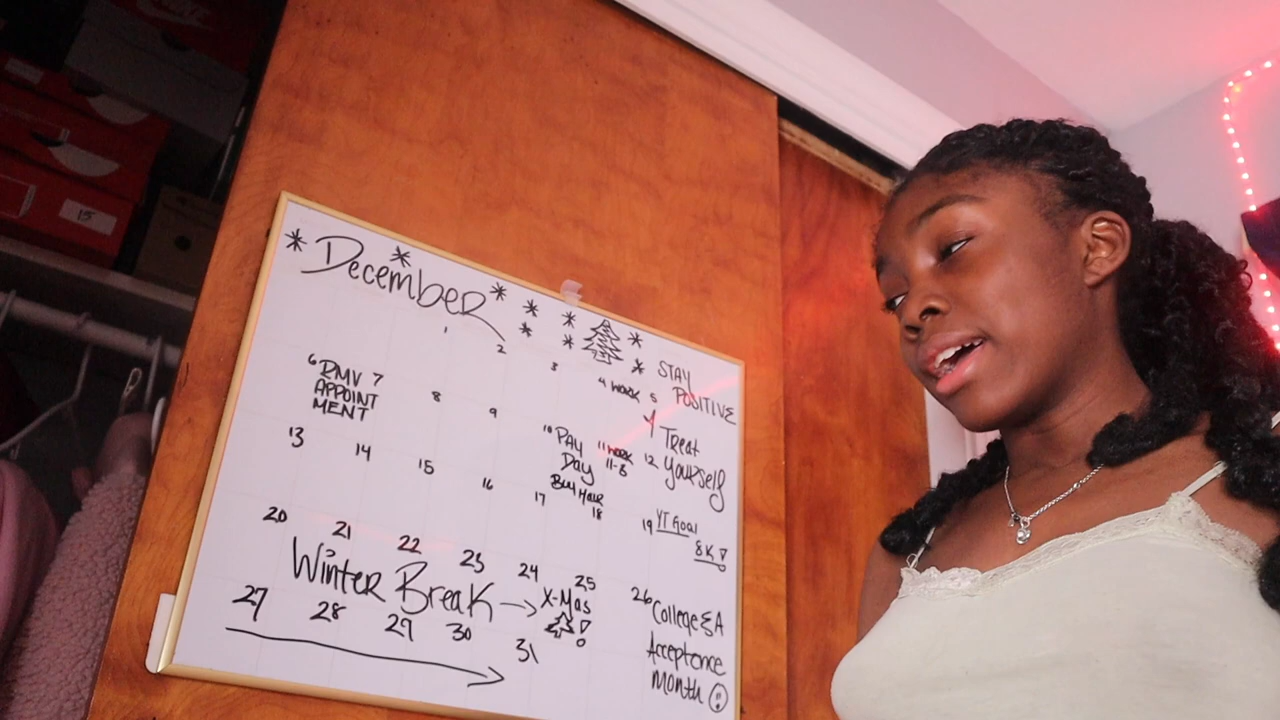 December
1 2 3 4 WORK 5
STAY
POSITIVE
6 RMV 7
APPOINT
MENT
8 9
10 PAY
Day
Buy Hair
11 WORK
11-8
12
Treat
yourself
13 14 15 16 17 18
19 YT Goal
8K!
20 21 22 23 24 25
Winter Break → X-Mas
!
26
27 28 29 30 31
College EA
Acceptance
Month
15